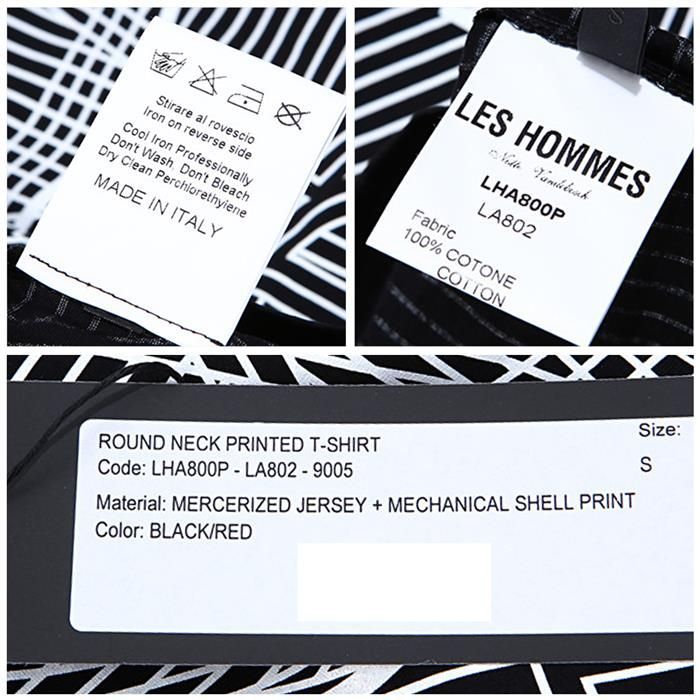 Stirare al rovescio
Iron on reverse side
Cool Iron Professionally
Don't Wash, Don't Bleach
Dry Clean Perchlorethyiene
MADE IN ITALY
LES HOMMES
LHA800P
LA802
Fabric
100% COTONE
COTTON
ROUND NECK PRINTED T-SHIRT
Code: LHA800P - LA802 - 9005
Material: MERCERIZED JERSEY + MECHANICAL SHELL PRINT
Color: BLACK/RED
Size:
S